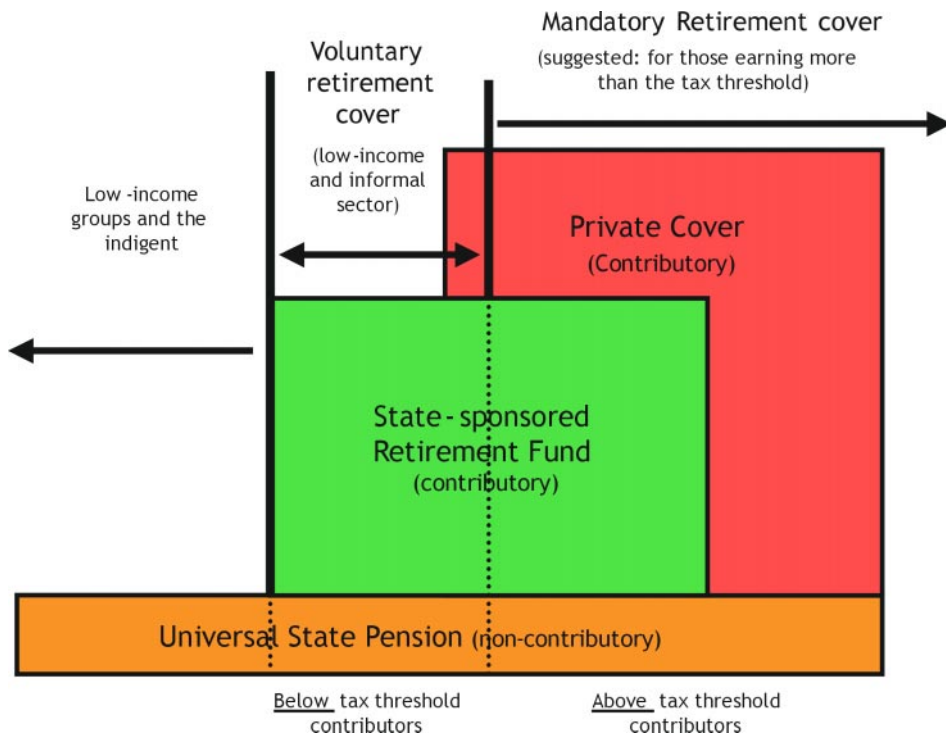 Mandatory Retirement cover
(suggested: for those earning more
than the tax threshold)
Voluntary
retirement
cover
(low-income
and informal
sector)
Low -income
groups and the
indigent
Private Cover
(Contributory)
State-sponsored
Retirement Fund
(contributory)
Universal State Pension (non-contributory)
Below tax threshold
contributors
Above tax threshold
contributors